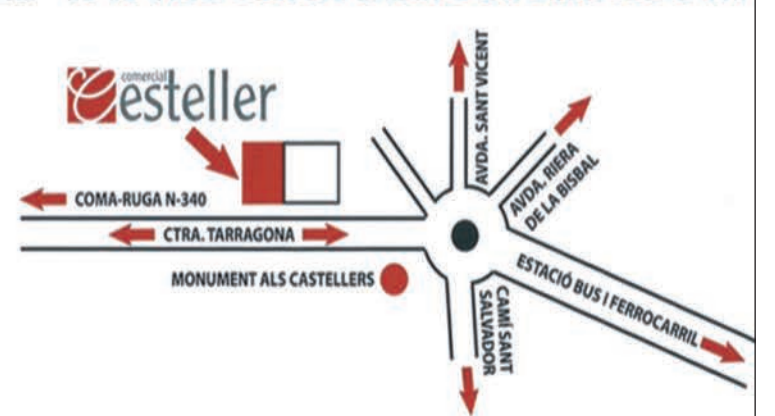 comercial
esteller
AVDA. SANT VICENT
AVDA. RIERA
DE LA BISBAL
COMA-RUGA N-340
CTRA. TARRAGONA
MONUMENT ALS CASTELLERS
ESTACIÓ BUS I FERROCARRIL
CAMÍ SANT
SALVADOR